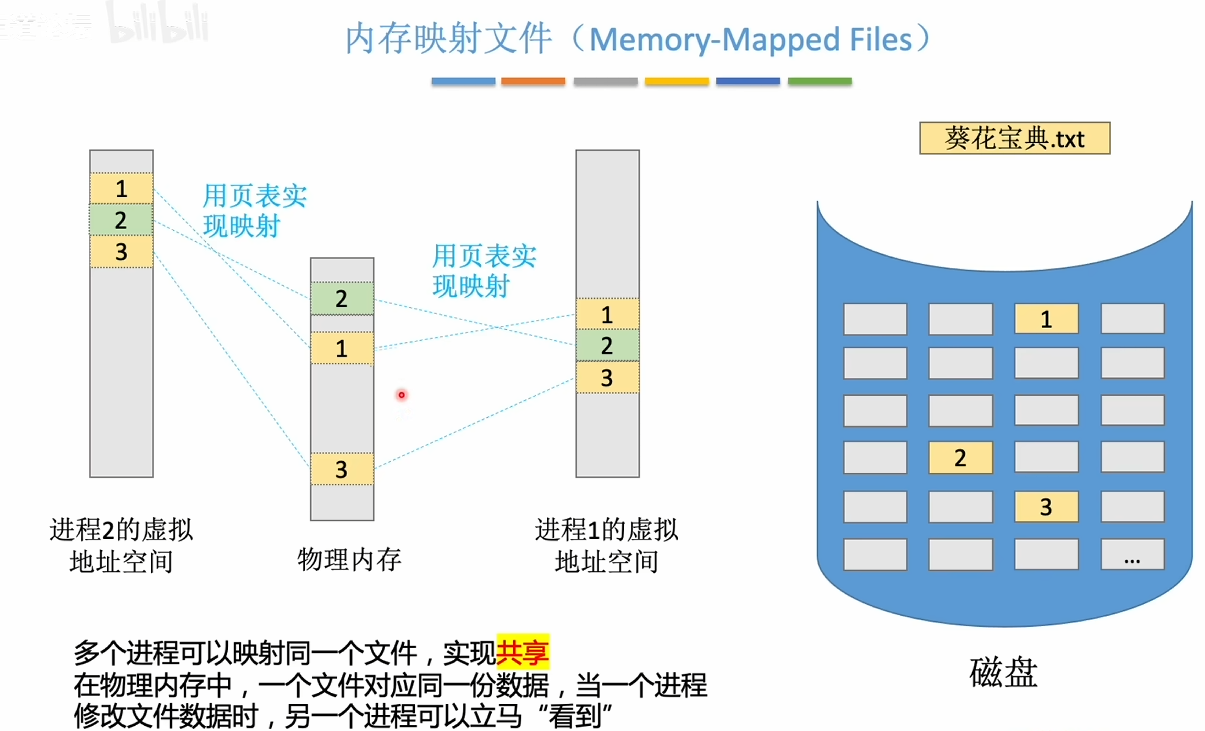 bilibili
内存映射文件（Memory-Mapped Files）
葵花宝典.txt
1
2
3
用页表实
现映射
2
1
3
用页表实
现映射
1
2
3
1
2
3
...
进程2的虚拟
地址空间
物理内存
进程1的虚拟
地址空间
磁盘
多个进程可以映射同一个文件，实现共享
在物理内存中，一个文件对应同一份数据，当一个进程
修改文件数据时，另一个进程可以立马“看到”